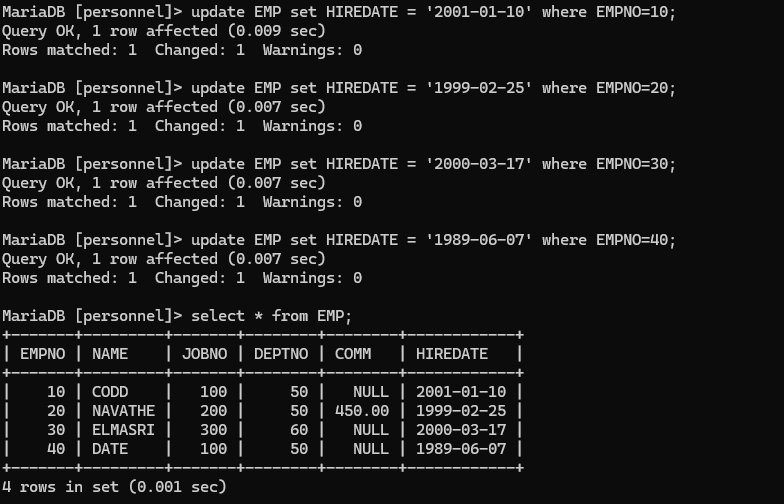 MariaDB [personnel]> update EMP set HIREDATE = '2001-01-10' where EMPNO=10;
Query OK, 1 row affected (0.009 sec)
Rows matched: 1  Changed: 1  Warnings: 0

MariaDB [personnel]> update EMP set HIREDATE = '1999-02-25' where EMPNO=20;
Query OK, 1 row affected (0.007 sec)
Rows matched: 1  Changed: 1  Warnings: 0

MariaDB [personnel]> update EMP set HIREDATE = '2000-03-17' where EMPNO=30;
Query OK, 1 row affected (0.007 sec)
Rows matched: 1  Changed: 1  Warnings: 0

MariaDB [personnel]> update EMP set HIREDATE = '1989-06-07' where EMPNO=40;
Query OK, 1 row affected (0.007 sec)
Rows matched: 1  Changed: 1  Warnings: 0

MariaDB [personnel]> select * from EMP;
+-------+---------+-------+--------+--------+------------+
| EMPNO | NAME    | JOBNO | DEPTNO | COMM   | HIREDATE   |
+-------+---------+-------+--------+--------+------------+
|    10 | CODD    |   100 |     50 |   NULL | 2001-01-10 |
|    20 | NAVATHE |   200 |     50 | 450.00 | 1999-02-25 |
|    30 | ELMASRI |   300 |     60 |   NULL | 2000-03-17 |
|    40 | DATE    |   100 |     50 |   NULL | 1989-06-07 |
+-------+---------+-------+--------+--------+------------+
4 rows in set (0.001 sec)